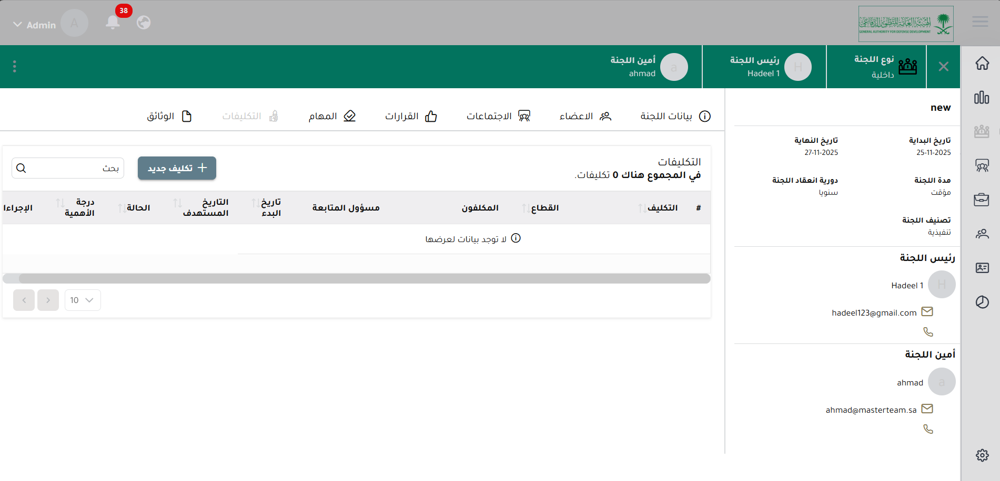 الهيئة العامة للتطوير الدفاعي
GENERAL AUTHORITY FOR DEFENSE DEVELOPMENT
38
A
Admin
نوع اللجنة
داخلية
H
رئيس اللجنة
Hadeel 1
a
أمين اللجنة
ahmad
new
تاريخ البداية
25-11-2025
تاريخ النهاية
27-11-2025
مدة اللجنة
مؤقت
دورية انعقاد اللجنة
سنويا
تصنيف اللجنة
تنفيذية
رئيس اللجنة
H
Hadeel 1
hadeel123@gmail.com
أمين اللجنة
a
ahmad
ahmad@masterteam.sa
بيانات اللجنة
الاعضاء
الاجتماعات
القرارات
المهام
التكليفات
الوثائق
التكليفات
في المجموع هناك 0 تكليفات.
تكليف جديد
بحث
#
التكليف
القطاع
المكلفون
مسؤول المتابعة
تاريخ
البدء
التاريخ
المستهدف
الحالة
درجة
الأهمية
الإجراءا
لا توجد بيانات لعرضها
10